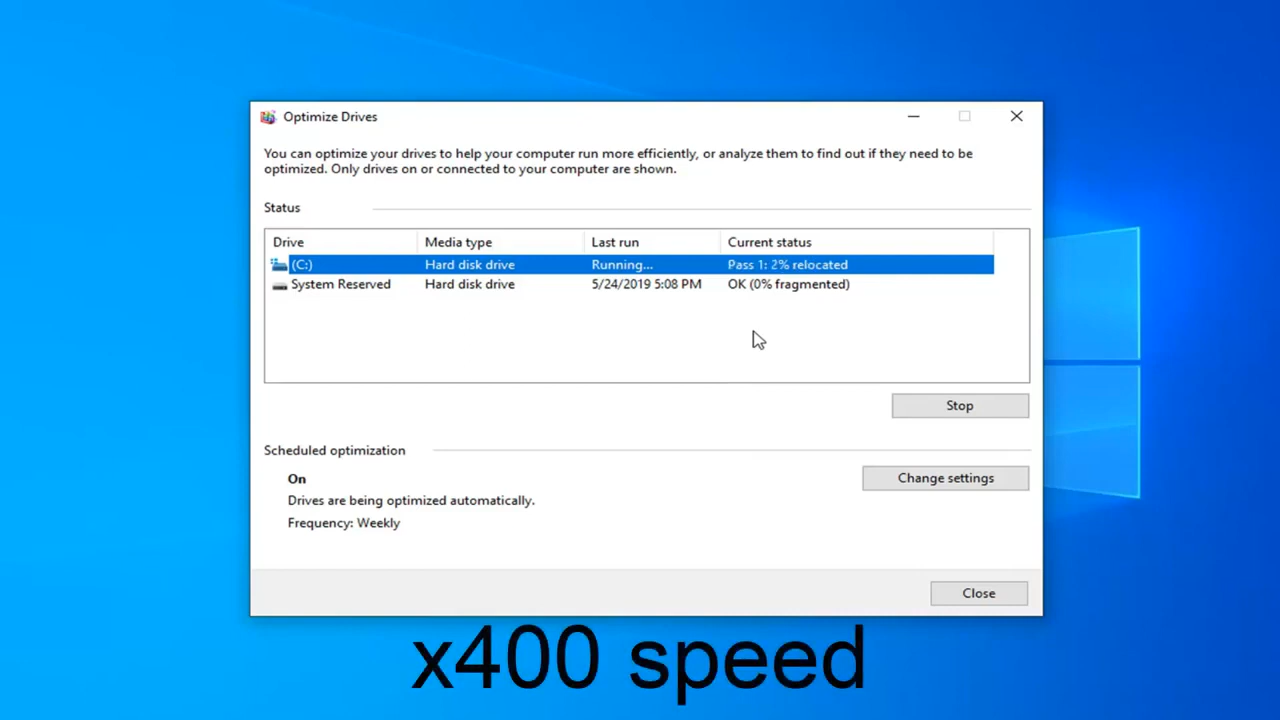 Optimize Drives
You can optimize your drives to help your computer run more efficiently, or analyze them to find out if they need to be
optimized. Only drives on or connected to your computer are shown.
Status
Drive Media type Last run Current status
(C:) Hard disk drive Running... Pass 1: 2% relocated
System Reserved Hard disk drive 5/24/2019 5:08 PM OK (0% fragmented)
Stop
Scheduled optimization
On
Change settings
Drives are being optimized automatically.
Frequency: Weekly
Close
x400 speed